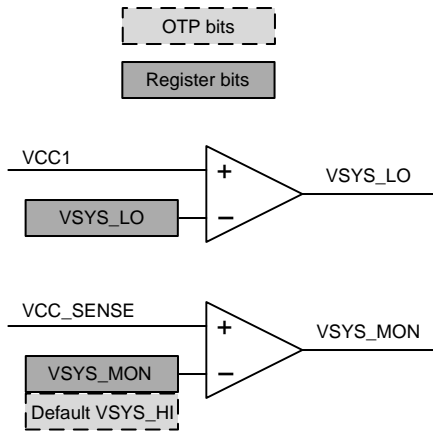 OTP bits
Register bits
VCC1
VSYS_LO
+
VSYS_LO
−
VCC_SENSE
VSYS_MON
+
VSYS_MON
−
Default VSYS_HI